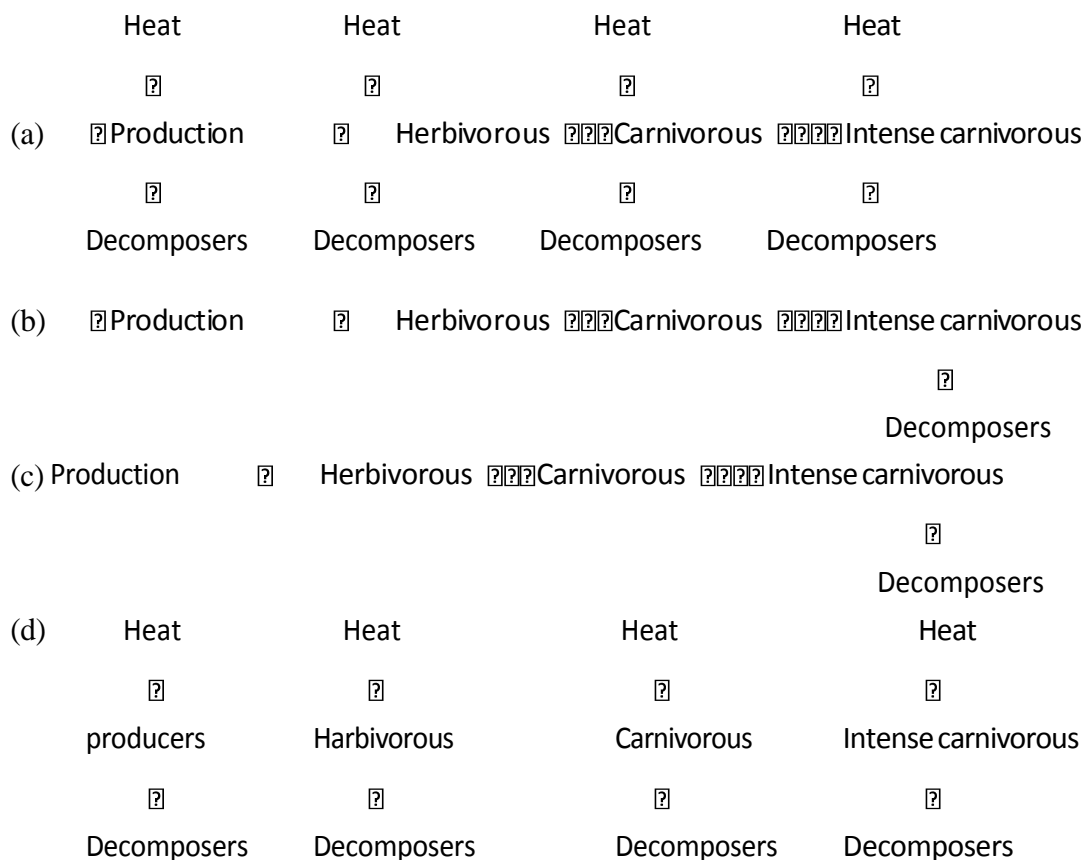 Heat Heat Heat Heat
⍰ ⍰ ⍰ ⍰
(a) ⍰Production ⍰ Herbivorous ⍰⍰⍰Carnivorous ⍰⍰⍰⍰Intense carnivorous
⍰ ⍰ ⍰ ⍰
Decomposers Decomposers Decomposers Decomposers
(b) ⍰Production ⍰ Herbivorous ⍰⍰⍰Carnivorous ⍰⍰⍰⍰Intense carnivorous
⍰
Decomposers
(c) Production ⍰ Herbivorous ⍰⍰⍰Carnivorous ⍰⍰⍰⍰Intense carnivorous
⍰
Decomposers
(d) Heat Heat Heat Heat
⍰ ⍰ ⍰ ⍰
producers Harbivorous Carnivorous Intense carnivorous
⍰ ⍰ ⍰ ⍰
Decomposers Decomposers Decomposers Decomposers